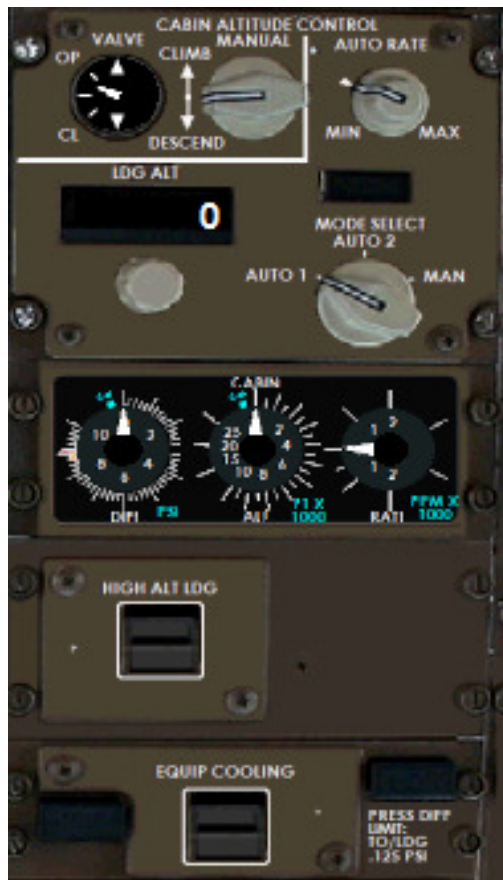 CABIN ALTITUDE CONTROL
VALVE
MANUAL
AUTO RATE
OP
CLIMB
CL
DESCEND
MIN
MAX
LDG ALT
0
MODE SELECT
AUTO 2
AUTO 1
MAN
CABIN
10 2 8 4 6
25 2 20 4 15 6 10 8
1 2
1 2
PSI
ALT
1000
1000
HIGH ALT LDG
EQUIP COOLING
PRESS DIFF
LIMIT:
TO/LDG
.125 PSI